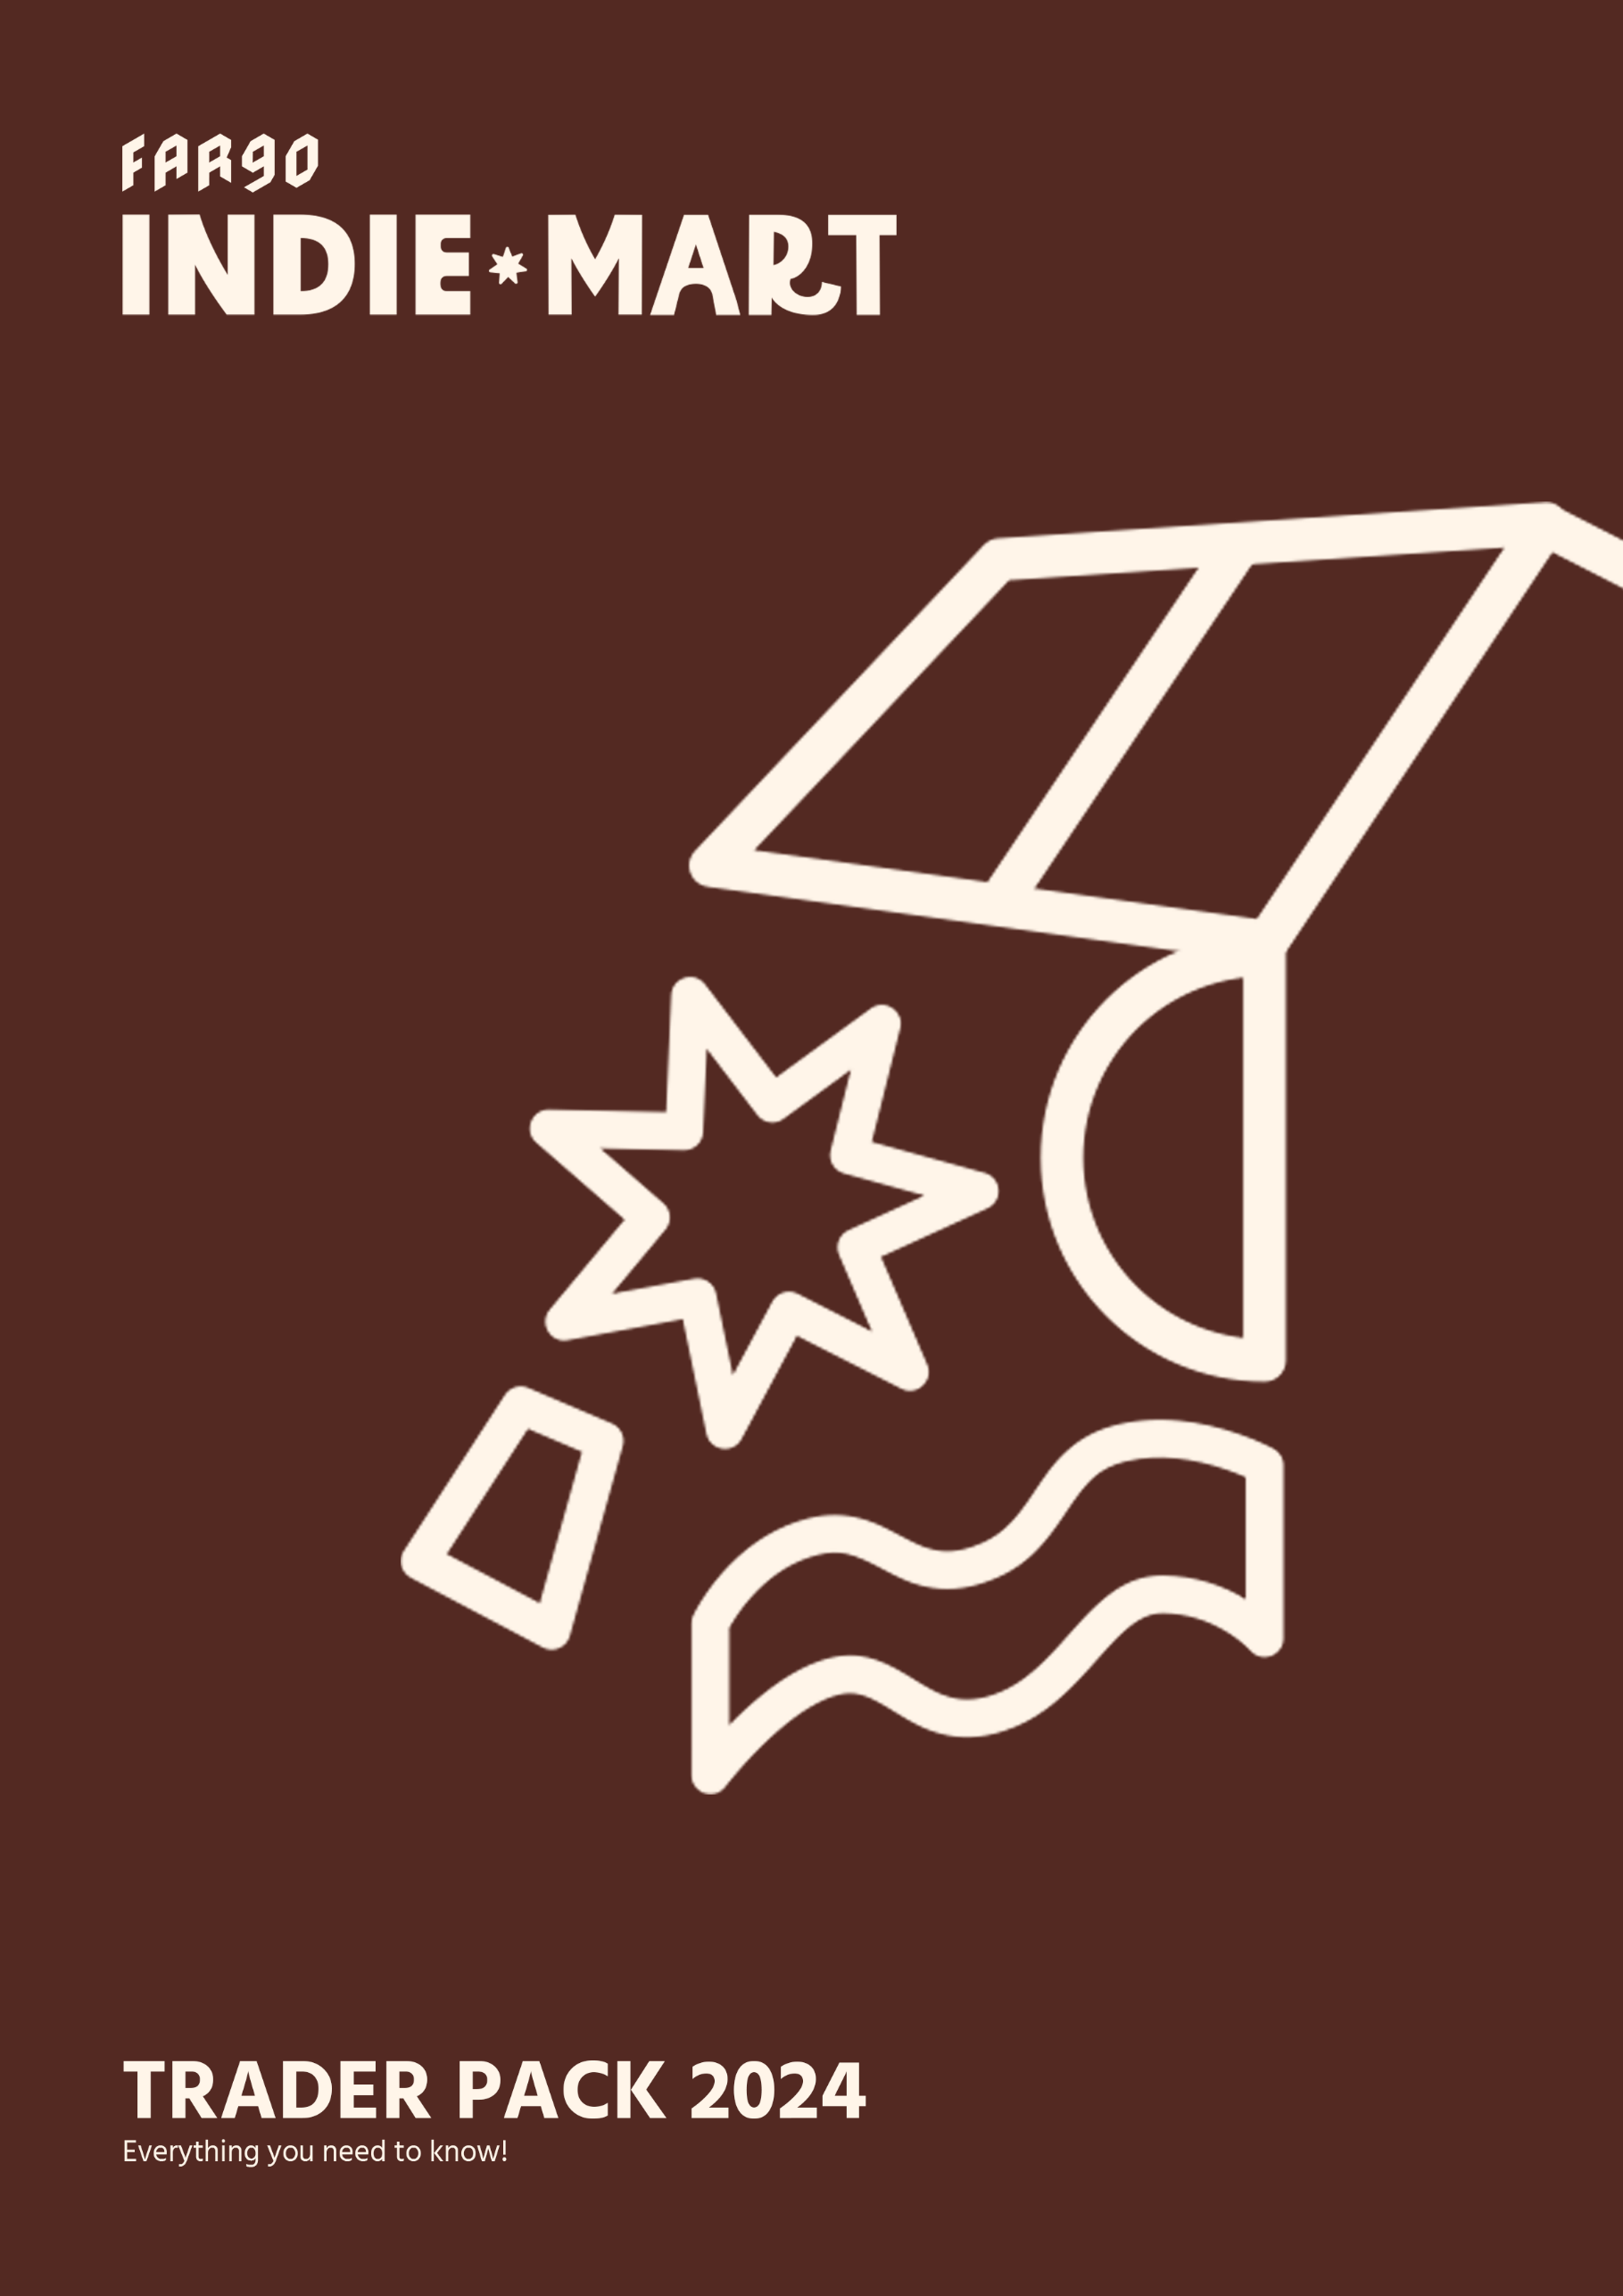 FARGO
INDIE*MART
TRADER PACK 2024
Everything you need to know!